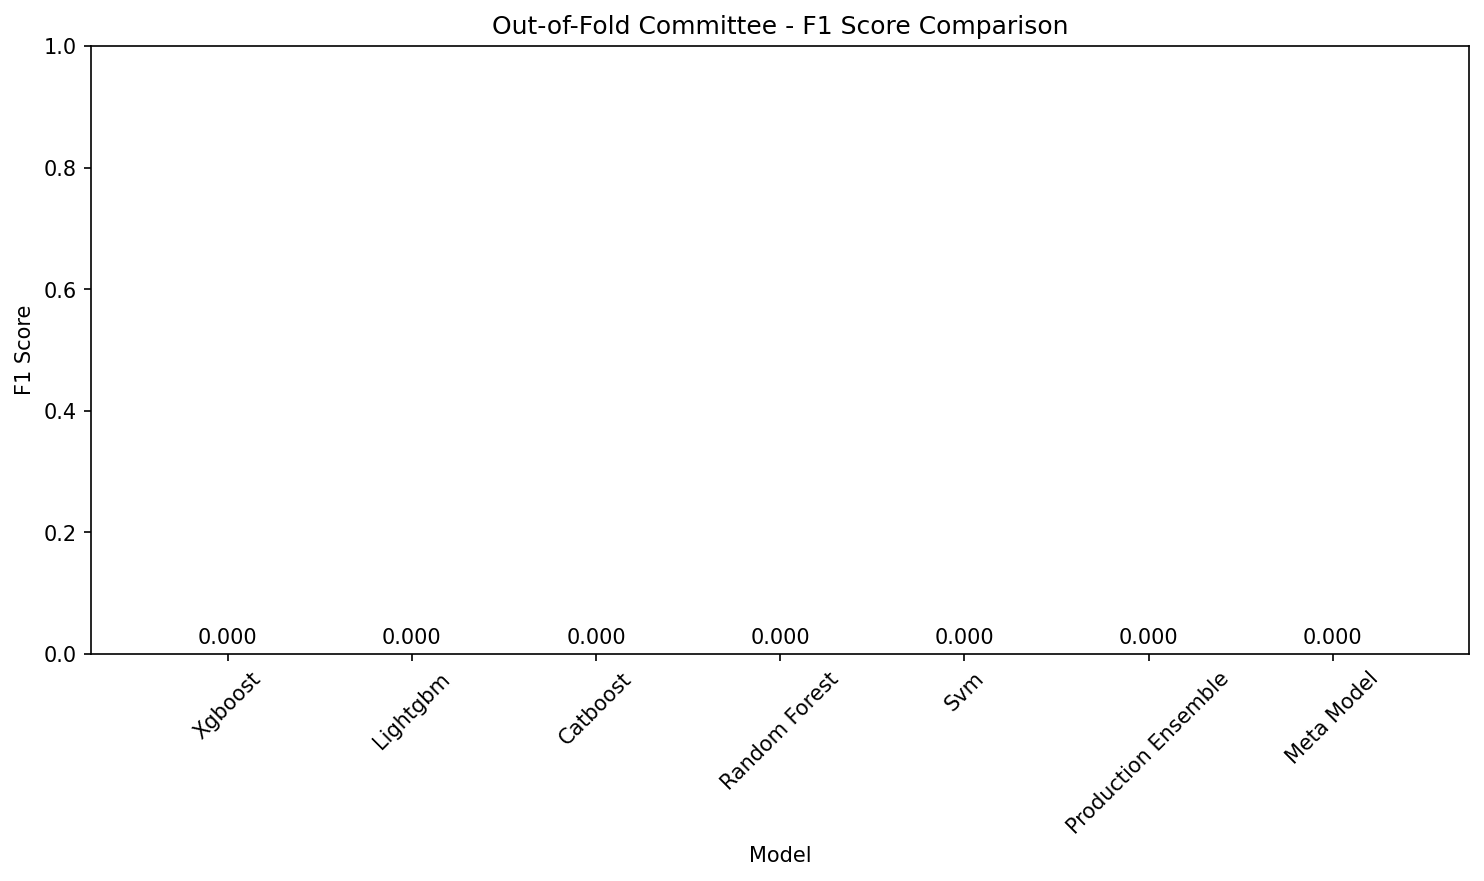 Out-of-Fold Committee - F1 Score Comparison
1.0
0.8
0.6
0.4
0.2
0.0
F1 Score
0.000 0.000 0.000 0.000 0.000 0.000 0.000
Xgboost
Lightgbm
Catboost
Random Forest
Svm
Production Ensemble
Meta Model
Model